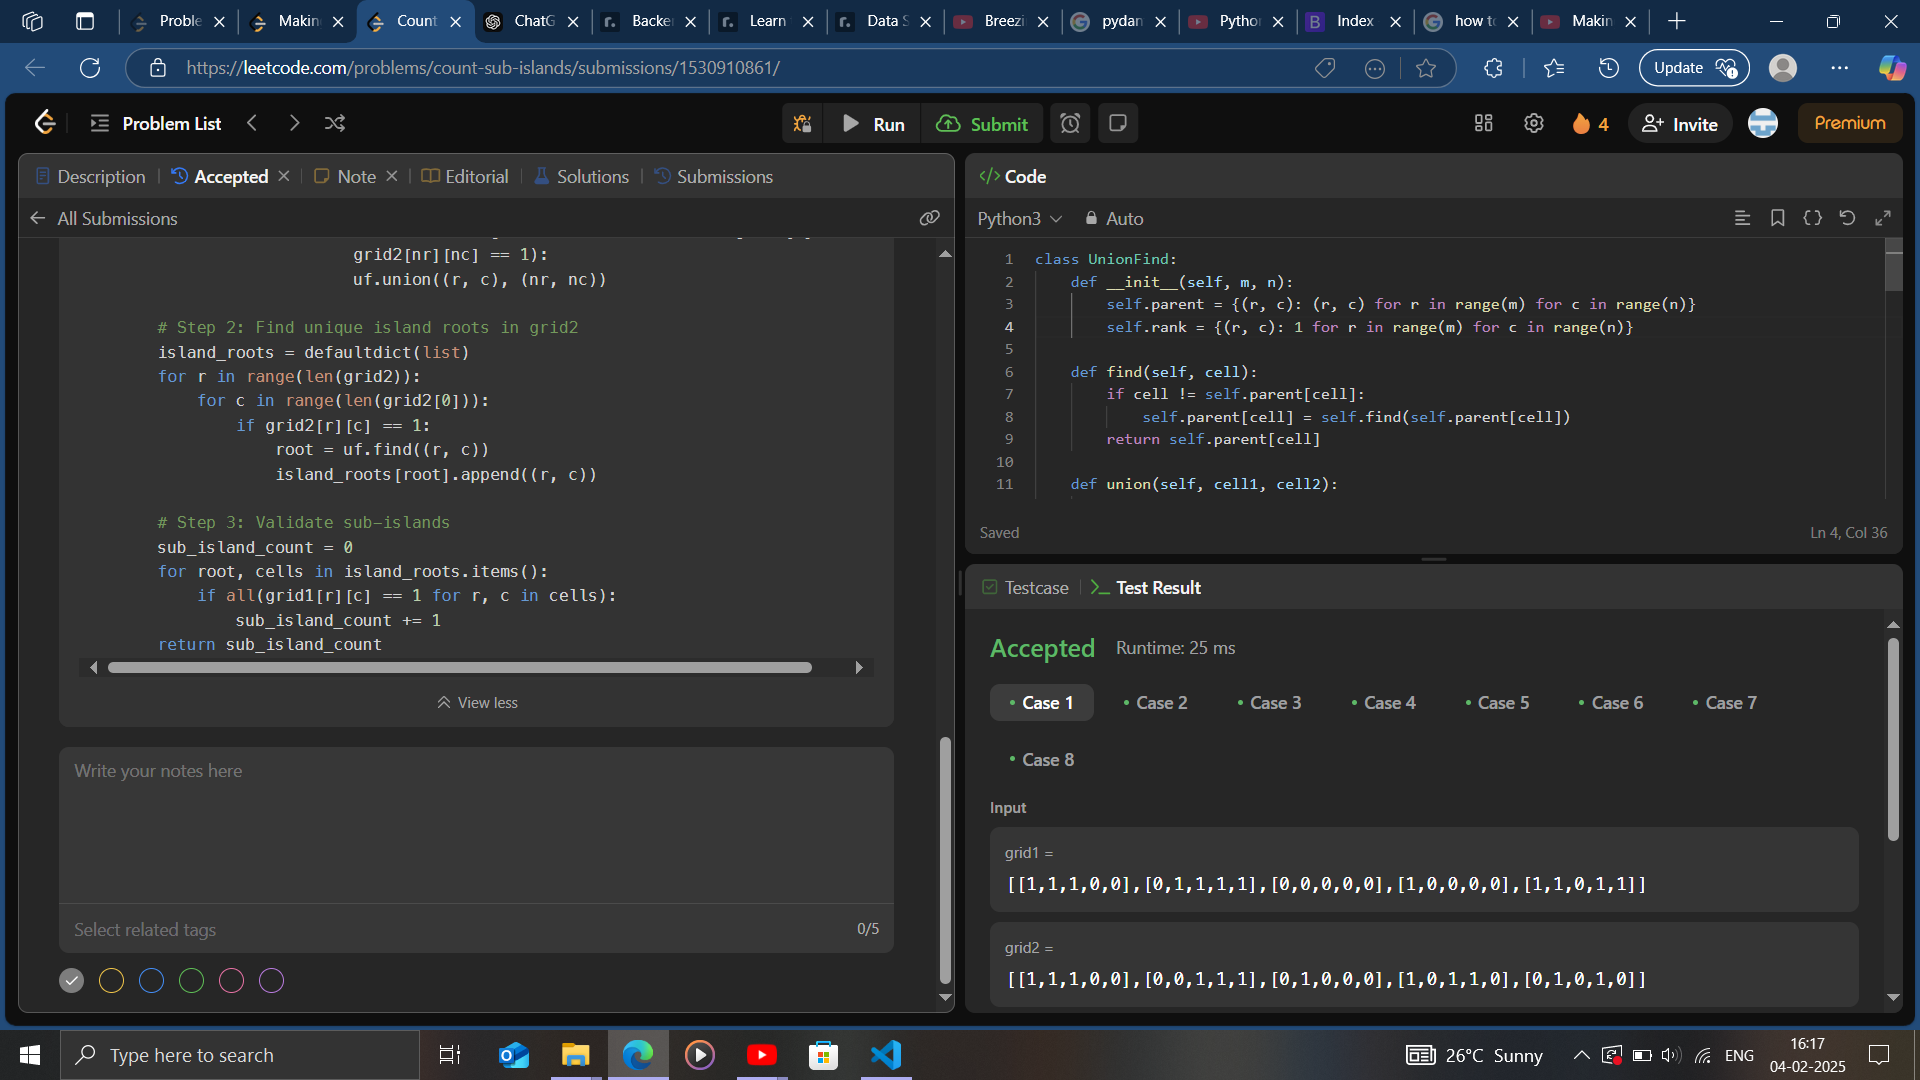 Proble
Makin
Count
ChatG
Backe
Learn
Data S
Breezi
pydan
Pytho
Index
how to
Makin
https://leetcode.com/problems/count-sub-islands/submissions/1530910861/
Update
Problem List
Run
Submit
4
Invite
Premium
Description
Accepted
Note
Editorial
Solutions
Submissions
All Submissions
grid2[nr][nc] == 1):
uf.union((r, c), (nr, nc))
# Step 2: Find unique island roots in grid2
island_roots = defaultdict(list)
for r in range(len(grid2)):
for c in range(len(grid2[0])):
if grid2[r][c] == 1:
root = uf.find((r, c))
island_roots[root].append((r, c))
# Step 3: Validate sub-islands
sub_island_count = 0
for root, cells in island_roots.items():
if all(grid1[r][c] == 1 for r, c in cells):
sub_island_count += 1
return sub_island_count
View less
Write your notes here
Select related tags
0/5
</> Code
Python3
Auto
1 class UnionFind:
2 def __init__(self, m, n):
3 self.parent = {(r, c): (r, c) for r in range(m) for c in range(n)}
4 self.rank = {(r, c): 1 for r in range(m) for c in range(n)}
5
6 def find(self, cell):
7 if cell != self.parent[cell]:
8 self.parent[cell] = self.find(self.parent[cell])
9 return self.parent[cell]
10
11 def union(self, cell1, cell2):
Saved
Ln 4, Col 36
Testcase
Test Result
Accepted
Runtime: 25 ms
Case 1
Case 2
Case 3
Case 4
Case 5
Case 6
Case 7
Case 8
Input
grid1 =
[[1,1,1,0,0],[0,1,1,1,1],[0,0,0,0,0],[1,0,0,0,0],[1,1,0,1,1]]
grid2 =
[[1,1,1,0,0],[0,0,1,1,1],[0,1,0,0,0],[1,0,1,1,0],[0,1,0,1,0]]
Type here to search
26°C Sunny
ENG
16:17
04-02-2025